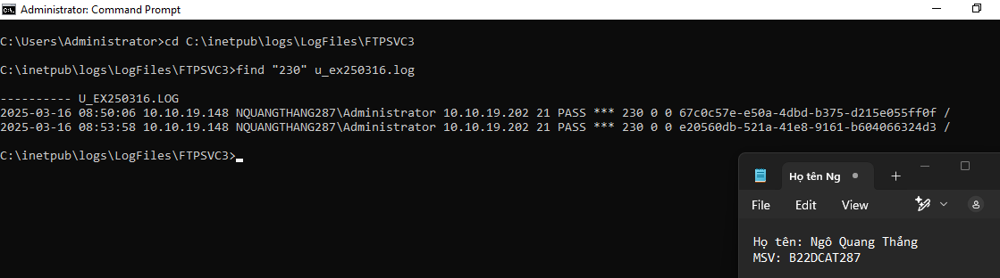 Administrator: Command Prompt
C:\Users\Administrator>cd C:\inetpub\logs\LogFiles\FTPSVC3
C:\inetpub\logs\LogFiles\FTPSVC3>find "230" u_ex250316.log
---------- U_EX250316.LOG
2025-03-16 08:50:06 10.10.19.148 NQUANGTHANG287\Administrator 10.10.19.202 21 PASS *** 230 0 0 67c0c57e-e50a-4dbd-b375-d215e055ff0f /
2025-03-16 08:53:58 10.10.19.148 NQUANGTHANG287\Administrator 10.10.19.202 21 PASS *** 230 0 0 e20560db-521a-41e8-9161-b604066324d3 /
C:\inetpub\logs\LogFiles\FTPSVC3>
Họ tên Ng
File Edit View
Họ tên: Ngô Quang Thắng
MSV: B22DCAT287